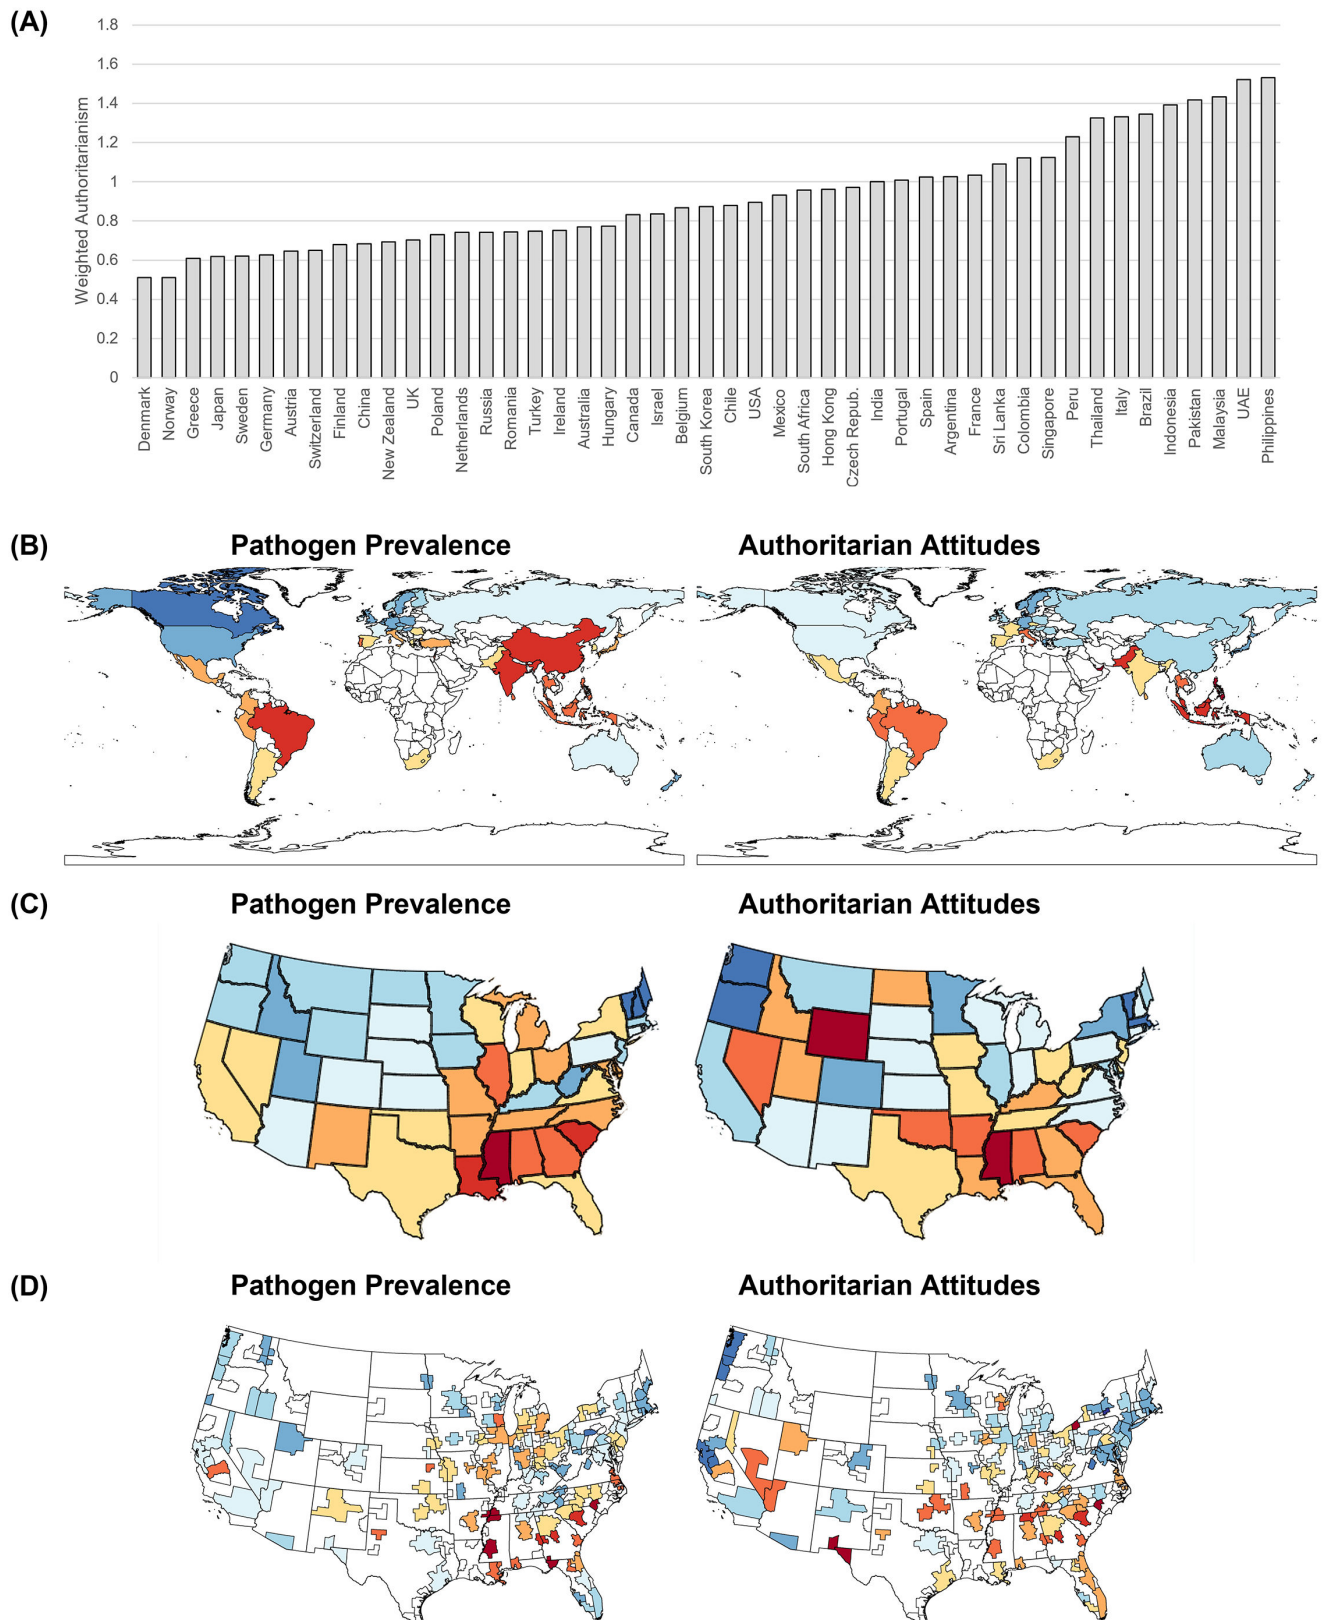 (A)
Weighted Authoritarianism
1.8
1.6
1.4
1.2
1
0.8
0.6
0.4
0.2
0
Denmark
Norway
Greece
Japan
Sweden
Germany
Austria
Switzerland
Finland
China
New Zealand
UK
Poland
Netherlands
Russia
Romania
Turkey
Ireland
Australia
Hungary
Canada
Israel
Belgium
South Korea
Chile
USA
Mexico
South Africa
Hong Kong
Czech Repub.
India
Portugal
Spain
Argentina
France
Sri Lanka
Colombia
Singapore
Peru
Thailand
Italy
Brazil
Indonesia
Pakistan
Malaysia
UAE
Philippines
(B)
Pathogen Prevalence
Authoritarian Attitudes
(C)
Pathogen Prevalence
Authoritarian Attitudes
(D)
Pathogen Prevalence
Authoritarian Attitudes